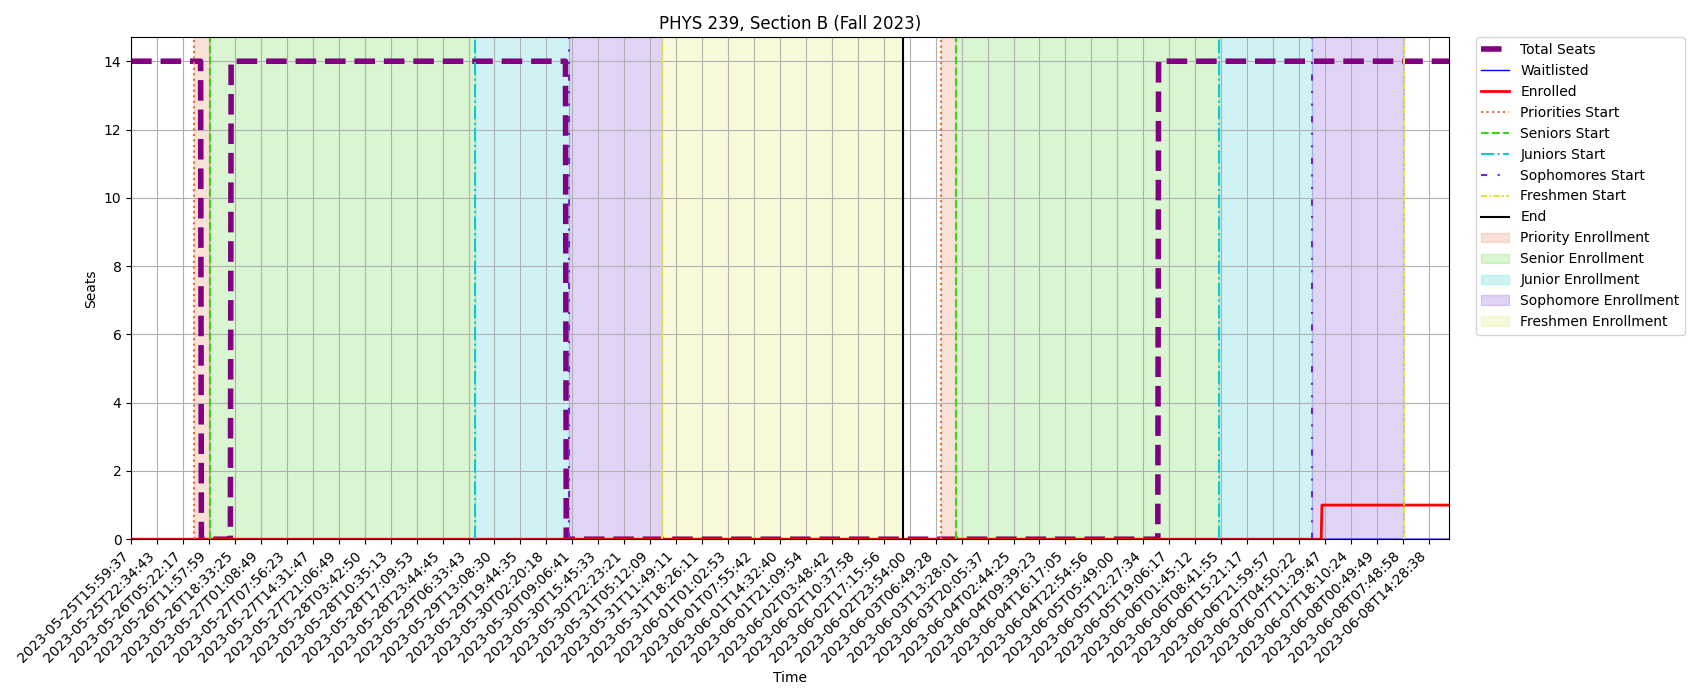 PHYS 239, Section B (Fall 2023)
Seats
14
12
10
8
6
4
2
0
2023-05-25T15:59:37
2023-05-25T22:34:43
2023-05-26T05:22:17
2023-05-26T11:57:59
2023-05-26T18:33:25
2023-05-27T01:08:49
2023-05-27T07:56:23
2023-05-27T14:31:47
2023-05-27T21:06:49
2023-05-28T03:42:50
2023-05-28T10:35:13
2023-05-28T17:09:53
2023-05-28T23:44:45
2023-05-29T06:33:43
2023-05-29T13:08:30
2023-05-29T19:44:35
2023-05-30T02:20:18
2023-05-30T09:06:41
2023-05-30T15:45:33
2023-05-30T22:23:21
2023-05-31T05:12:09
2023-05-31T11:49:11
2023-05-31T18:26:11
2023-06-01T01:02:53
2023-06-01T07:55:42
2023-06-01T14:32:40
2023-06-01T21:09:54
2023-06-02T03:48:42
2023-06-02T10:37:58
2023-06-02T17:15:56
2023-06-02T23:54:00
2023-06-03T06:49:28
2023-06-03T13:28:01
2023-06-03T20:05:37
2023-06-04T02:44:25
2023-06-04T09:39:23
2023-06-04T16:17:05
2023-06-04T22:54:56
2023-06-05T05:49:00
2023-06-05T12:27:34
2023-06-05T19:06:17
2023-06-06T01:45:12
2023-06-06T08:41:55
2023-06-06T15:21:17
2023-06-06T21:59:57
2023-06-07T04:50:22
2023-06-07T11:29:47
2023-06-07T18:10:24
2023-06-08T00:49:49
2023-06-08T07:48:58
2023-06-08T14:28:38
Time
Total Seats
Waitlisted
Enrolled
Priorities Start
Seniors Start
Juniors Start
Sophomores Start
Freshmen Start
End
Priority Enrollment
Senior Enrollment
Junior Enrollment
Sophomore Enrollment
Freshmen Enrollment